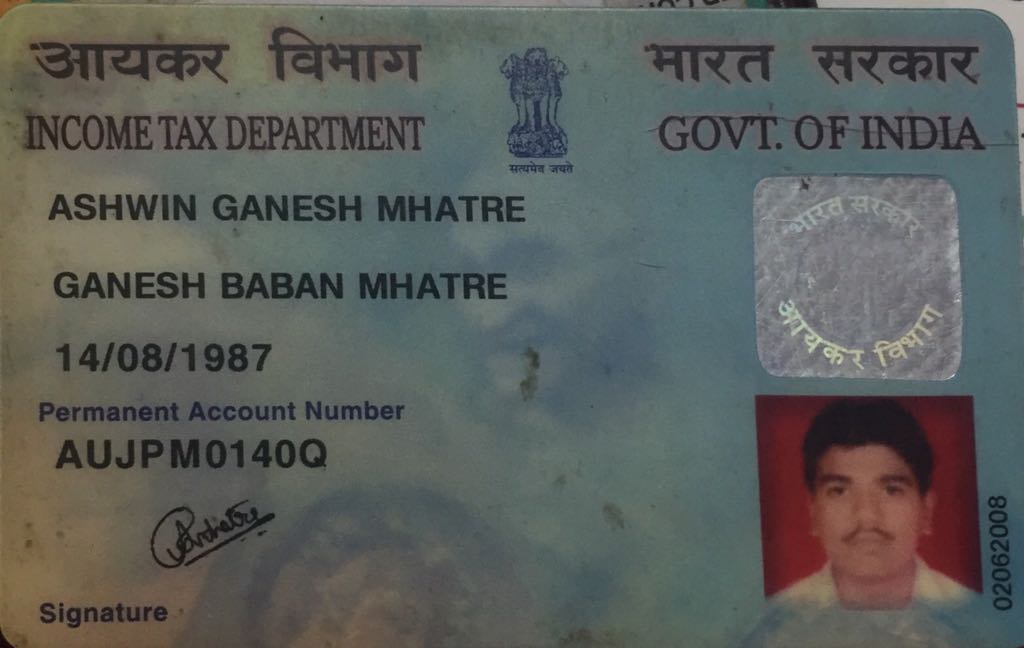 आयकर विभाग
भारत सरकार
INCOME TAX DEPARTMENT
GOVT. OF INDIA
सत्यमेव जयते
ASHWIN GANESH MHATRE
GANESH BABAN MHATRE
14/08/1987
Permanent Account Number
AUJPM0140Q
Signature
भारत सरकार
आयकर विभाग
02062008